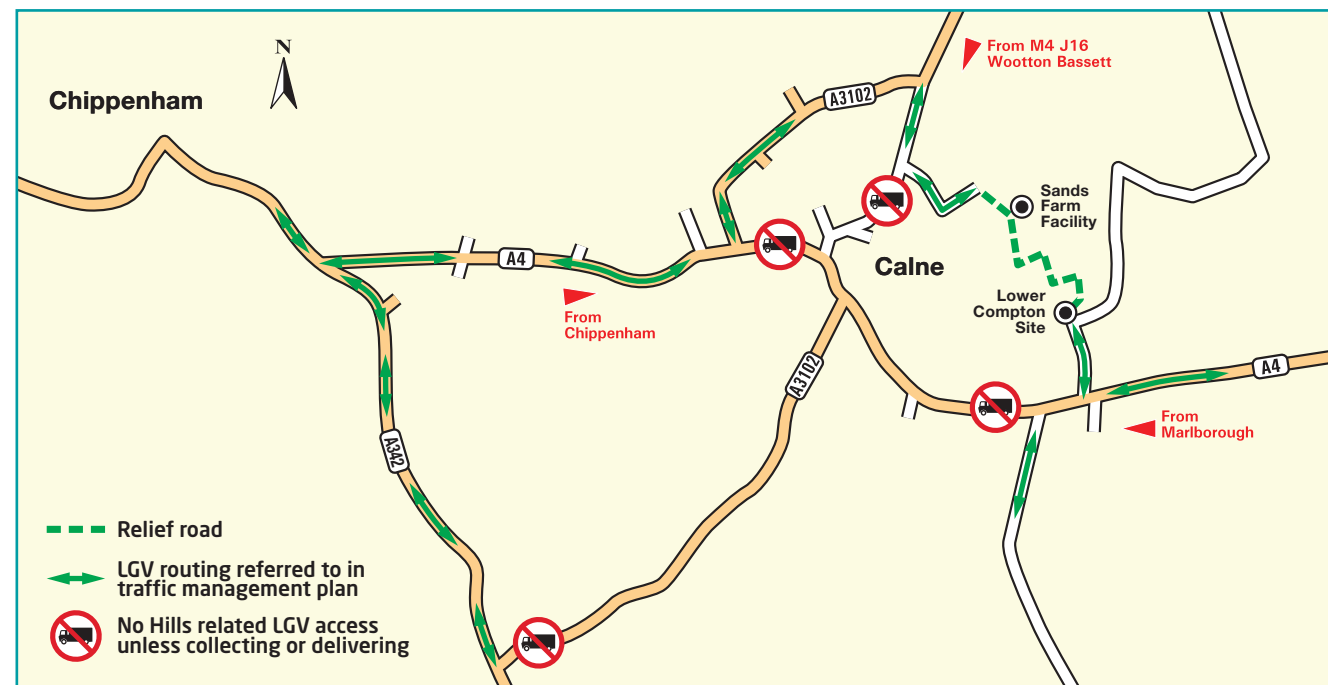 N
Chippenham
From M4 J16
Wootton Bassett
A3102
Sands
Farm
Facility
A4
Calne
Lower
Compton
Site
From
Chippenham
A3102
A4
From
Marlborough
A342
Relief road
LGV routing referred to in
traffic management plan
No Hills related LGV access
unless collecting or delivering